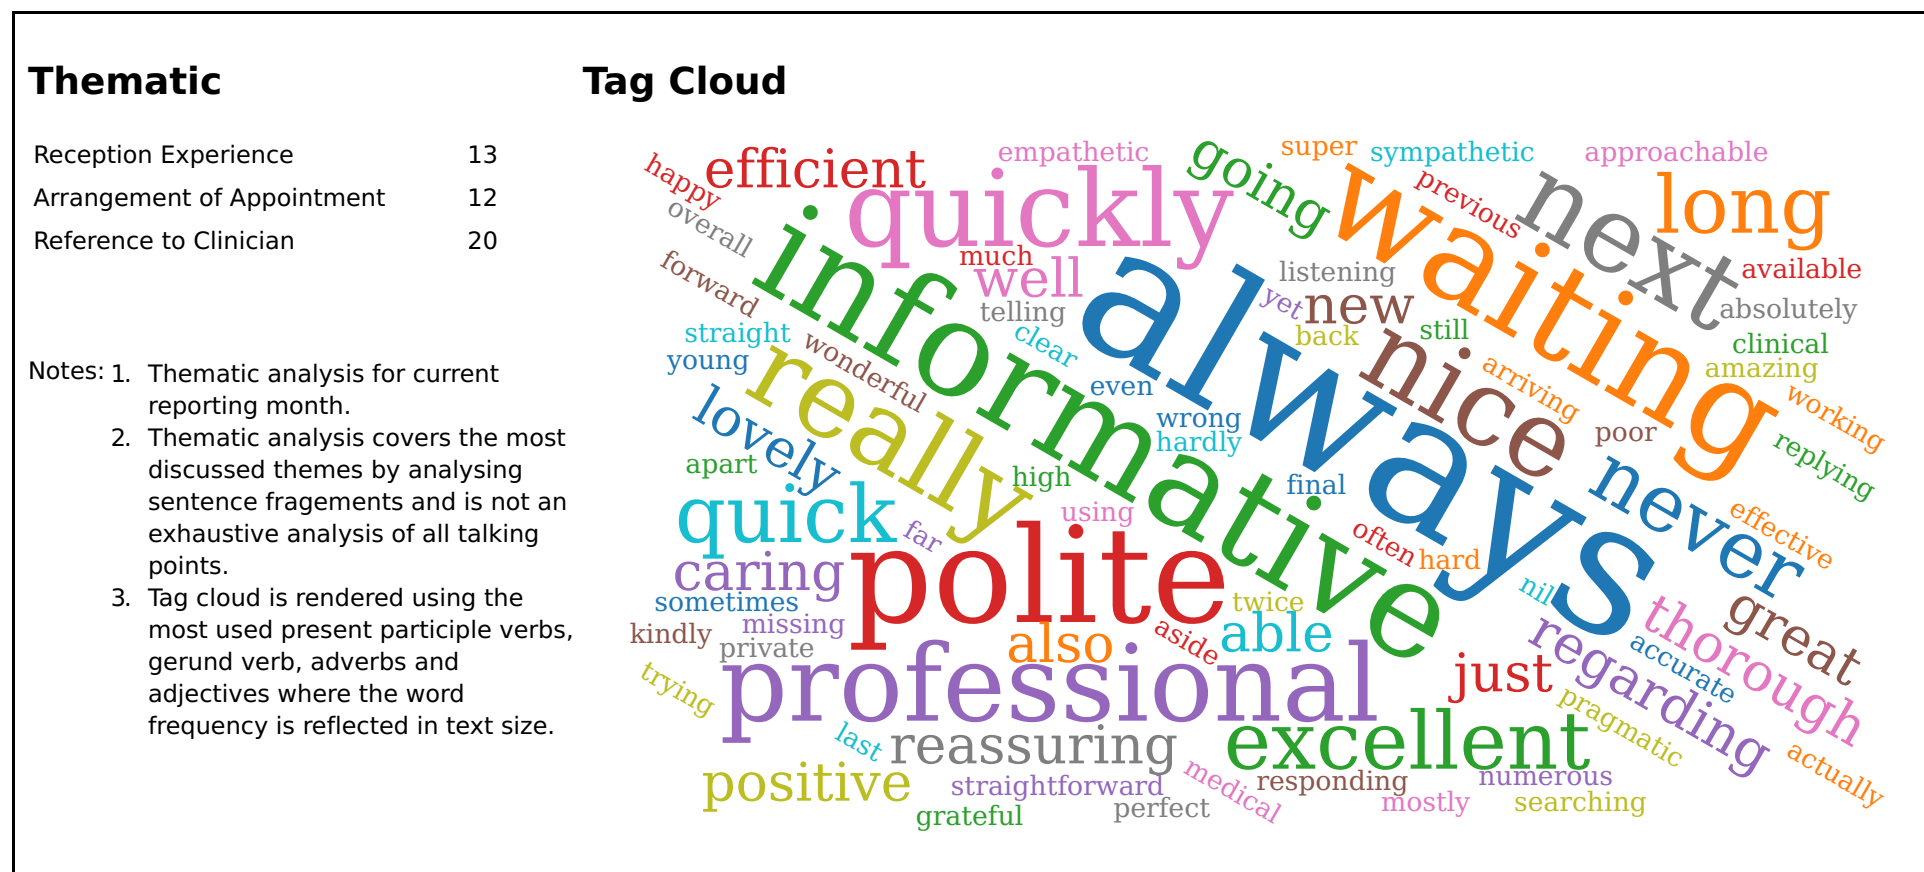 Thematic
Reception Experience 13
Arrangement of Appointment 12
Reference to Clinician 20
Notes: 1. Thematic analysis for current
reporting month.
2. Thematic analysis covers the most
discussed themes by analysing
sentence fragements and is not an
exhaustive analysis of all talking
points.
3. Tag cloud is rendered using the
most used present participle verbs,
gerund verb, adverbs and
adjectives where the word
frequency is reflected in text size.
Tag Cloud
happy
efficient
empathetic
going
super
sympathetic
approachable
overall
quickly
previous
next
long
waiting
forward
informative
much
well
always
listening
available
telling
yet
new
absolutely
straight
wonderful
clear
back
still
clinical
young
really
even
nice
arriving
amazing
working
lovely
wrong
hardly
poor
replying
apart
high
final
never
quick
far
using
often
hard
effective
caring
polite
twice
nil
sometimes
missing
kindly
private
also
aside
able
thorough
great
trying
professional
just
regarding
accurate
pragmatic
last
reassuring
excellent
actually
positive
straightforward
medical
responding
numerous
grateful
perfect
mostly
searching